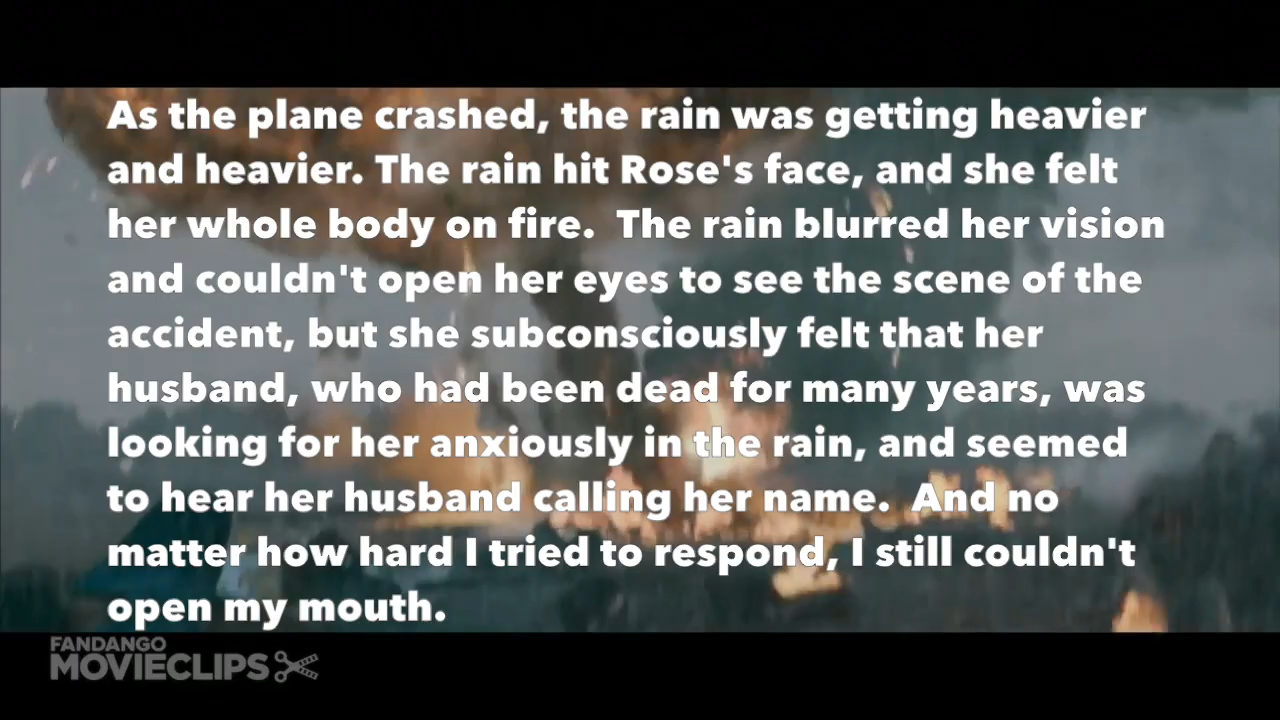 As the plane crashed, the rain was getting heavier
and heavier. The rain hit Rose's face, and she felt
her whole body on fire.  The rain blurred her vision
and couldn't open her eyes to see the scene of the
accident, but she subconsciously felt that her
husband, who had been dead for many years, was
looking for her anxiously in the rain, and seemed
to hear her husband calling her name.  And no
matter how hard I tried to respond, I still couldn't
open my mouth.
FANDANGO
MOVIECLIPS